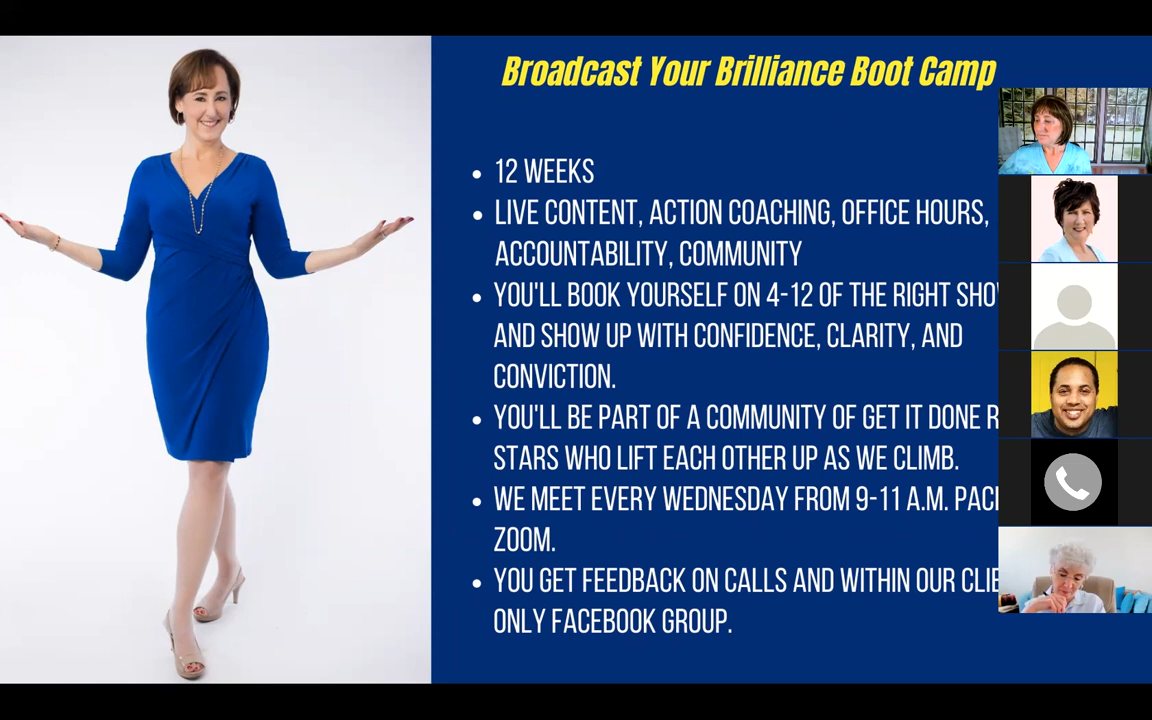 Broadcast Your Brilliance Boot Camp
• 12 WEEKS
• LIVE CONTENT, ACTION COACHING, OFFICE HOURS,
ACCOUNTABILITY, COMMUNITY
• YOU'LL BOOK YOURSELF ON 4-12 OF THE RIGHT
AND SHOW UP WITH CONFIDENCE, CLARITY, AND
CONVICTION.
• YOU'LL BE PART OF A COMMUNITY OF GET IT DONE
STARS WHO LIFT EACH OTHER UP AS WE CLIMB.
• WE MEET EVERY WEDNESDAY FROM 9-11 A.M.
ZOOM.
• YOU GET FEEDBACK ON CALLS AND WITHIN OUR
ONLY FACEBOOK GROUP.